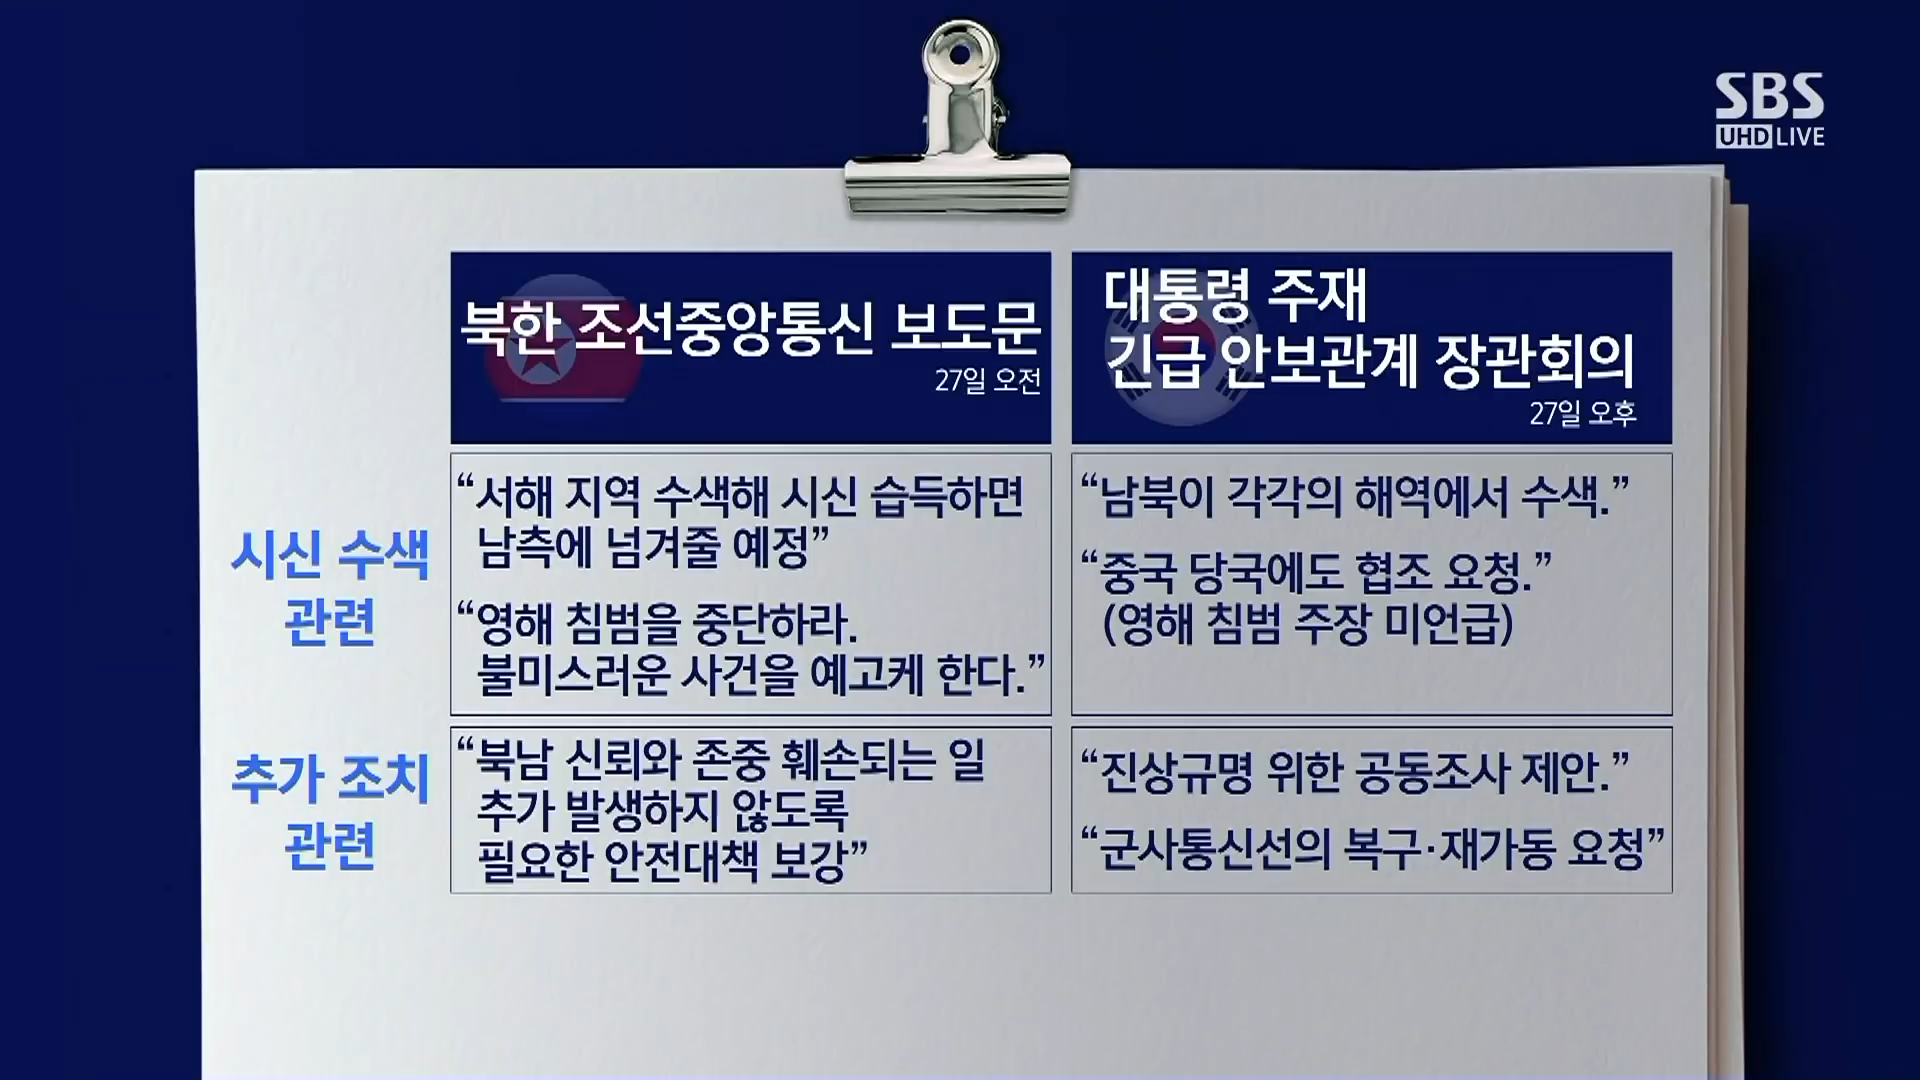 SBS
UHD LIVE
북한 조선중앙통신 보도문
27일 오전
대통령 주재
긴급 안보관계 장관회의
27일 오후
시신 수색
관련
“서해 지역 수색해 시신 습득하면
남측에 넘겨줄 예정”
“영해 침범을 중단하라.
불미스러운 사건을 예고케 한다.”
“남북이 각각의 해역에서 수색.”
“중국 당국에도 협조 요청.”
(영해 침범 주장 미언급)
추가 조치
관련
“북남 신뢰와 존중 훼손되는 일
추가 발생하지 않도록
필요한 안전대책 보강”
“진상규명 위한 공동조사 제안.”
“군사통신선의 복구·재가동 요청”